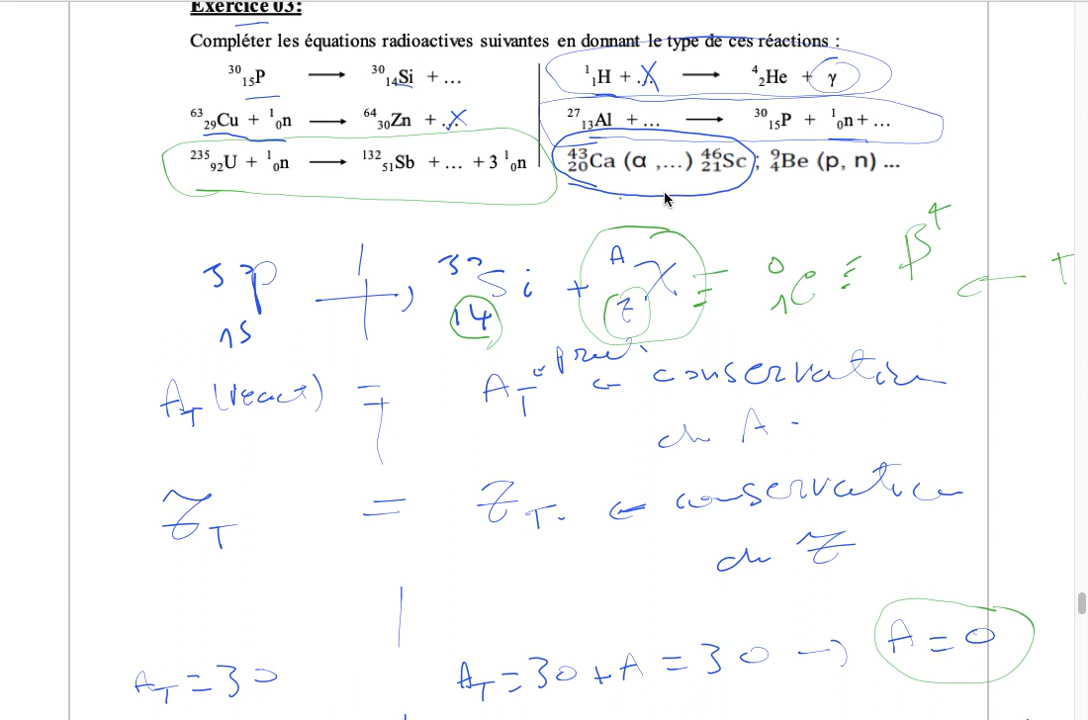 Exercice 03:
Compléter les équations radioactives suivantes en donnant le type de ces réactions :
³⁰₁₅P ⟶ ³⁰₁₄Si + ...
⁶³₂₉Cu + ¹₀n ⟶ ⁶⁴₃₀Zn + ..X
²³⁵₉₂U + ¹₀n ⟶ ¹³²₅₁Sb + ... + 3 ¹₀n
¹₁H + .X ⟶ ⁴₂He + γ
²⁷₁₃Al + ... ⟶ ³⁰₁₅P + ¹₀n + ...
⁴³₂₀Ca (α ,...) ⁴⁶₂₁Sc ; ⁹₄Be (p, n) ...
³⁰₁₅P → ³⁰₁₄Si + ᴬ_Z X = ⁰₁e = β⁺ ←
A_T (react) = A_T ← conservation
de A.
Z_T = Z_T. ← conservation
de Z
A_T = 30 A_T = 30 + A = 30 → A = 0